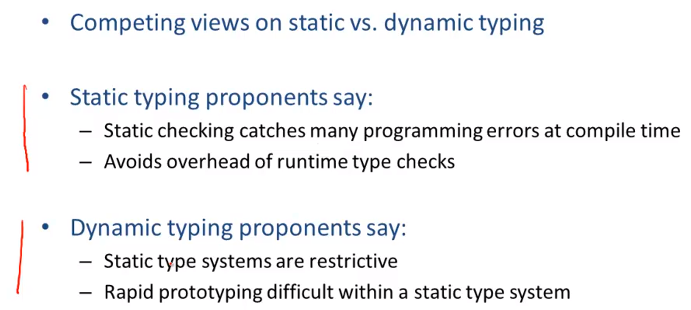 • Competing views on static vs. dynamic typing
• Static typing proponents say:
– Static checking catches many programming errors at compile time
– Avoids overhead of runtime type checks
• Dynamic typing proponents say:
– Static type systems are restrictive
– Rapid prototyping difficult within a static type system